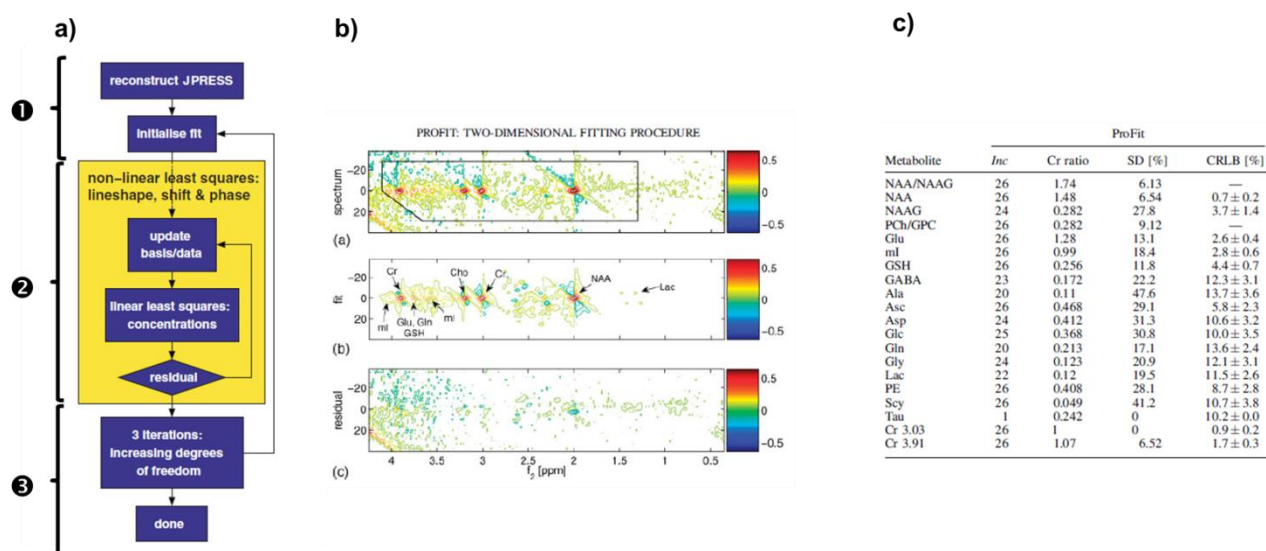 a)
❶
reconstruct JPRESS
Initialise fit
❷
non-linear least squares:
lineshape, shift & phase
update
basis/data
linear least squares:
concentrations
residual
❸
3 iterations:
Increasing degrees
of freedom
done
b)
PROFIT: TWO-DIMENSIONAL FITTING PROCEDURE
spectrum
-20
0
20
0.5
0
-0.5
(a)
fit
-20
0
20
Cr
Cho
Cr
NAA
Lac
mI
Glu, Gln
GSH
mI
0.5
0
-0.5
(b)
residual
-20
0
20
0.5
0
-0.5
4 3.5 3 2.5 2 1.5 1 0.5
(c)
f2 [ppm]
c)
ProFit
Metabolite Inc Cr ratio SD [%] CRLB [%]
NAA/NAAG 26 1.74 6.13 —
NAA 26 1.48 6.54 0.7 ± 0.2
NAAG 24 0.282 27.8 3.7 ± 1.4
PCh/GPC 26 0.282 9.12 —
Glu 26 1.28 13.1 2.6 ± 0.4
mI 26 0.99 18.4 2.8 ± 0.6
GSH 26 0.256 11.8 4.4 ± 0.7
GABA 23 0.172 22.2 12.3 ± 3.1
Ala 20 0.11 47.6 13.7 ± 3.6
Asc 26 0.468 29.1 5.8 ± 2.3
Asp 24 0.412 31.3 10.6 ± 3.2
Glc 25 0.368 30.8 10.0 ± 3.5
Gln 20 0.213 17.1 13.6 ± 2.4
Gly 24 0.123 20.9 12.1 ± 3.1
Lac 22 0.12 19.5 11.5 ± 2.6
PE 26 0.408 28.1 8.7 ± 2.8
Scy 26 0.049 41.2 10.7 ± 3.8
Tau 1 0.242 0 10.2 ± 0.0
Cr 3.03 26 1 0 0.9 ± 0.2
Cr 3.91 26 1.07 6.52 1.7 ± 0.3